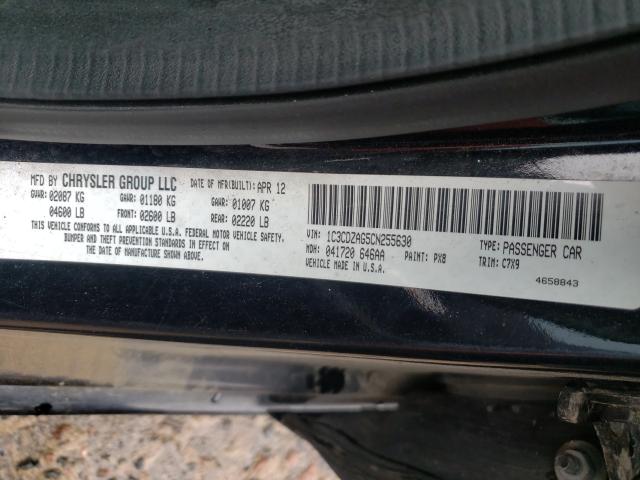 MFD BY CHRYSLER GROUP LLC DATE OF MFR(BUILT): APR 12
GVWR: 02087 KG GAWR: 01180 KG GAWR: 01007 KG
04600 LB FRONT: 02600 LB REAR: 02220 LB
THIS VEHICLE CONFORMS TO ALL APPLICABLE U.S.A. FEDERAL MOTOR VEHICLE SAFETY,
BUMPER AND THEFT PREVENTION STANDARDS IN EFFECT ON
THE DATE OF MANUFACTURE SHOWN ABOVE.
VIN: 1C3CDZAG5CN255630 TYPE: PASSENGER CAR
MDH: 041720 646AA PAINT: PX8 TRIM: C7X9
VEHICLE MADE IN U.S.A. 4658843